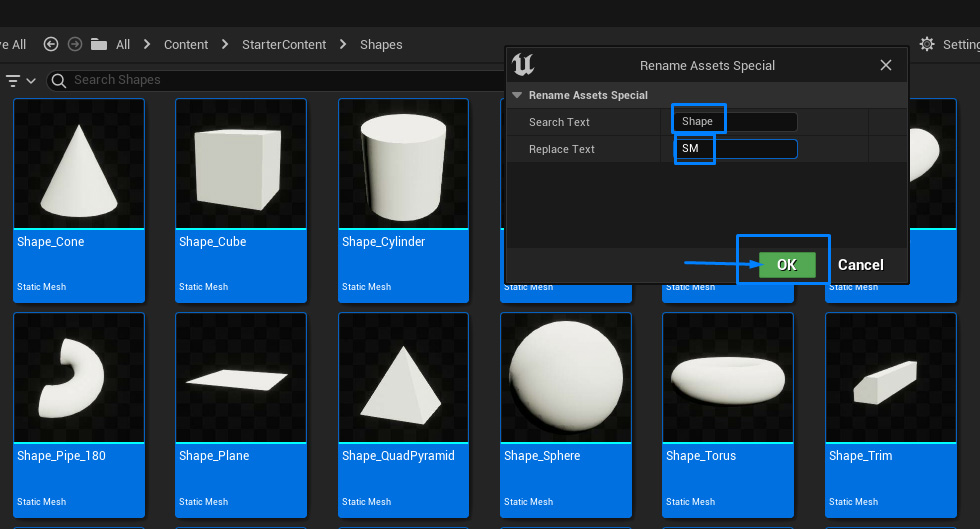 ve All All Content StarterContent Shapes Setting
Search Shapes
Rename Assets Special
Rename Assets Special
Search Text Shape
Replace Text SM
OK Cancel
Shape_Cone Shape_Cube Shape_Cylinder
Static Mesh Static Mesh Static Mesh Static Mesh Static Mesh Static Mesh
Shape_Pipe_180 Shape_Plane Shape_QuadPyramid Shape_Sphere Shape_Torus Shape_Trim
Static Mesh Static Mesh Static Mesh Static Mesh Static Mesh Static Mesh